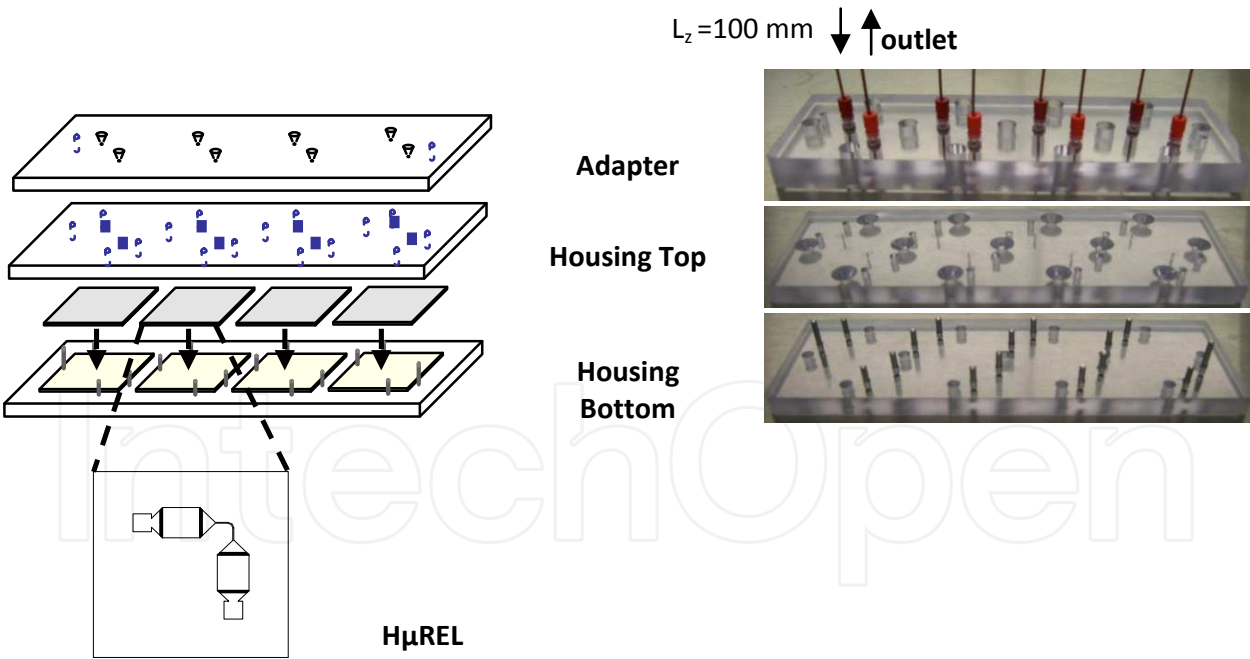 L_z =100 mm
outlet
Adapter
Housing Top
Housing
Bottom
IntechOpen
HμREL